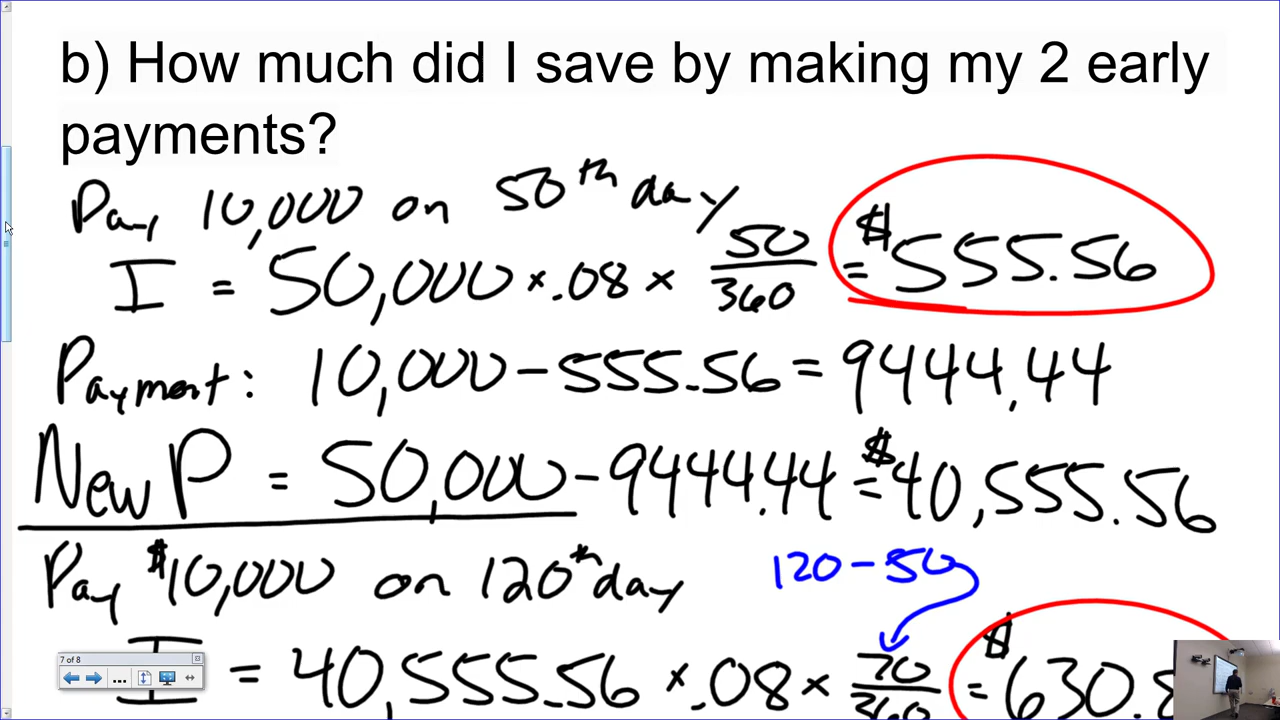 b) How much did I save by making my 2 early
payments?
Pay 10,000 on 50th day
I = 50,000 × .08 × 50/360 = $555.56
Payment: 10,000 - 555.56 = 9444.44
New P = 50,000 - 9444.44 = $40,555.56
Pay $10,000 on 120th day
120 - 50
I = 40,555.56 × .08 × 70/360 = $630.8
7 of 8